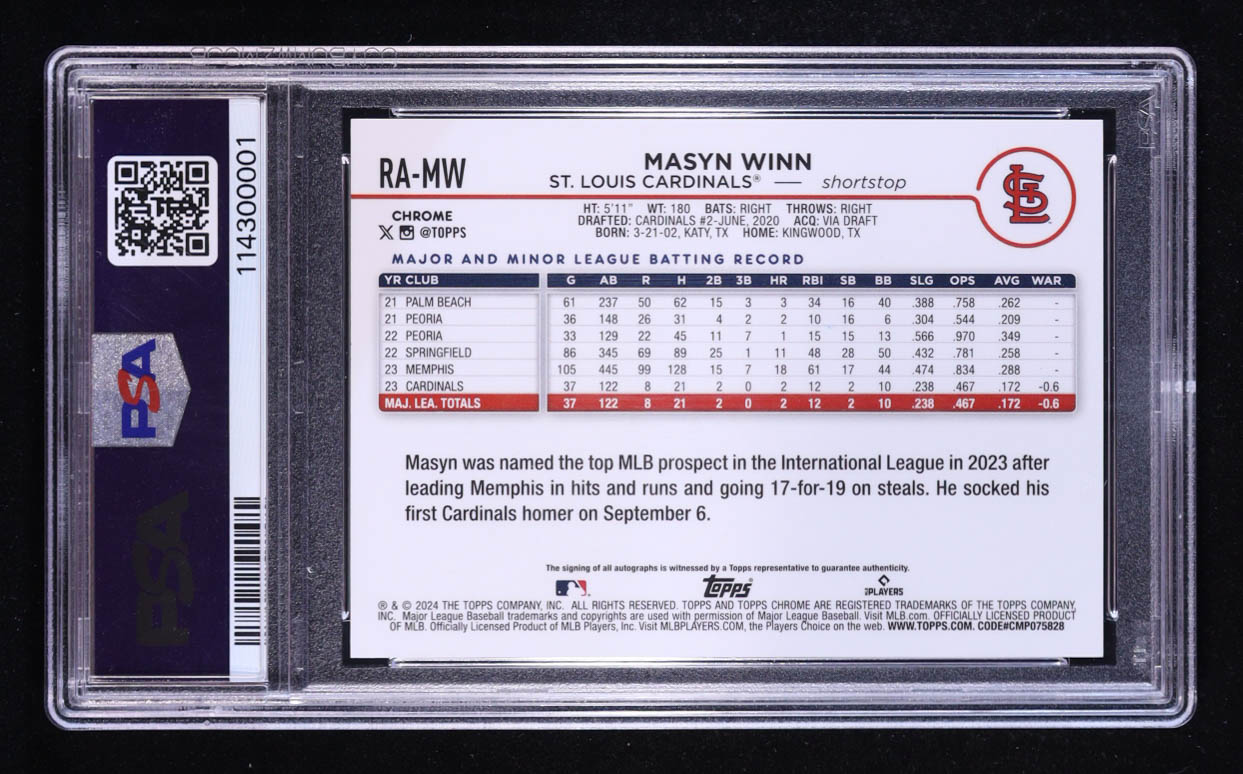 114300001
PSA
PSA
RA-MW
MASYN WINN
ST. LOUIS CARDINALS® — shortstop
HT: 5'11" WT: 180 BATS: RIGHT THROWS: RIGHT
DRAFTED: CARDINALS #2-JUNE, 2020 ACQ: VIA DRAFT
BORN: 3-21-02, KATY, TX HOME: KINGWOOD, TX
CHROME
@TOPPS
STL
MAJOR AND MINOR LEAGUE BATTING RECORD
YR CLUB G AB R H 2B 3B HR RBI SB BB SLG OPS AVG WAR
21 PALM BEACH 61 237 50 62 15 3 3 34 16 40 .388 .758 .262 -
21 PEORIA 36 148 26 31 4 2 2 10 16 6 .304 .544 .209 -
22 PEORIA 33 129 22 45 11 7 1 15 15 13 .566 .970 .349 -
22 SPRINGFIELD 86 345 69 89 25 1 11 48 28 50 .432 .781 .258 -
23 MEMPHIS 105 445 99 128 15 7 18 61 17 44 .474 .834 .288 -
23 CARDINALS 37 122 8 21 2 0 2 12 2 10 .238 .467 .172 -0.6
MAJ. LEA. TOTALS 37 122 8 21 2 0 2 12 2 10 .238 .467 .172 -0.6
Masyn was named the top MLB prospect in the International League in 2023 after
leading Memphis in hits and runs and going 17-for-19 on steals. He socked his
first Cardinals homer on September 6.
The signing of all autographs is witnessed by a Topps representative to guarantee authenticity.
Topps
PLAYERS
® & © 2024 THE TOPPS COMPANY, INC. ALL RIGHTS RESERVED. TOPPS AND TOPPS CHROME ARE REGISTERED TRADEMARKS OF THE TOPPS COMPANY,
INC. Major League Baseball trademarks and copyrights are used with permission of Major League Baseball. Visit MLB.com. OFFICIALLY LICENSED PRODUCT
OF MLB. Officially Licensed Product of MLB Players, Inc. Visit MLBPLAYERS.COM, the Players Choice on the web. WWW.TOPPS.COM. CODE#CMP075828